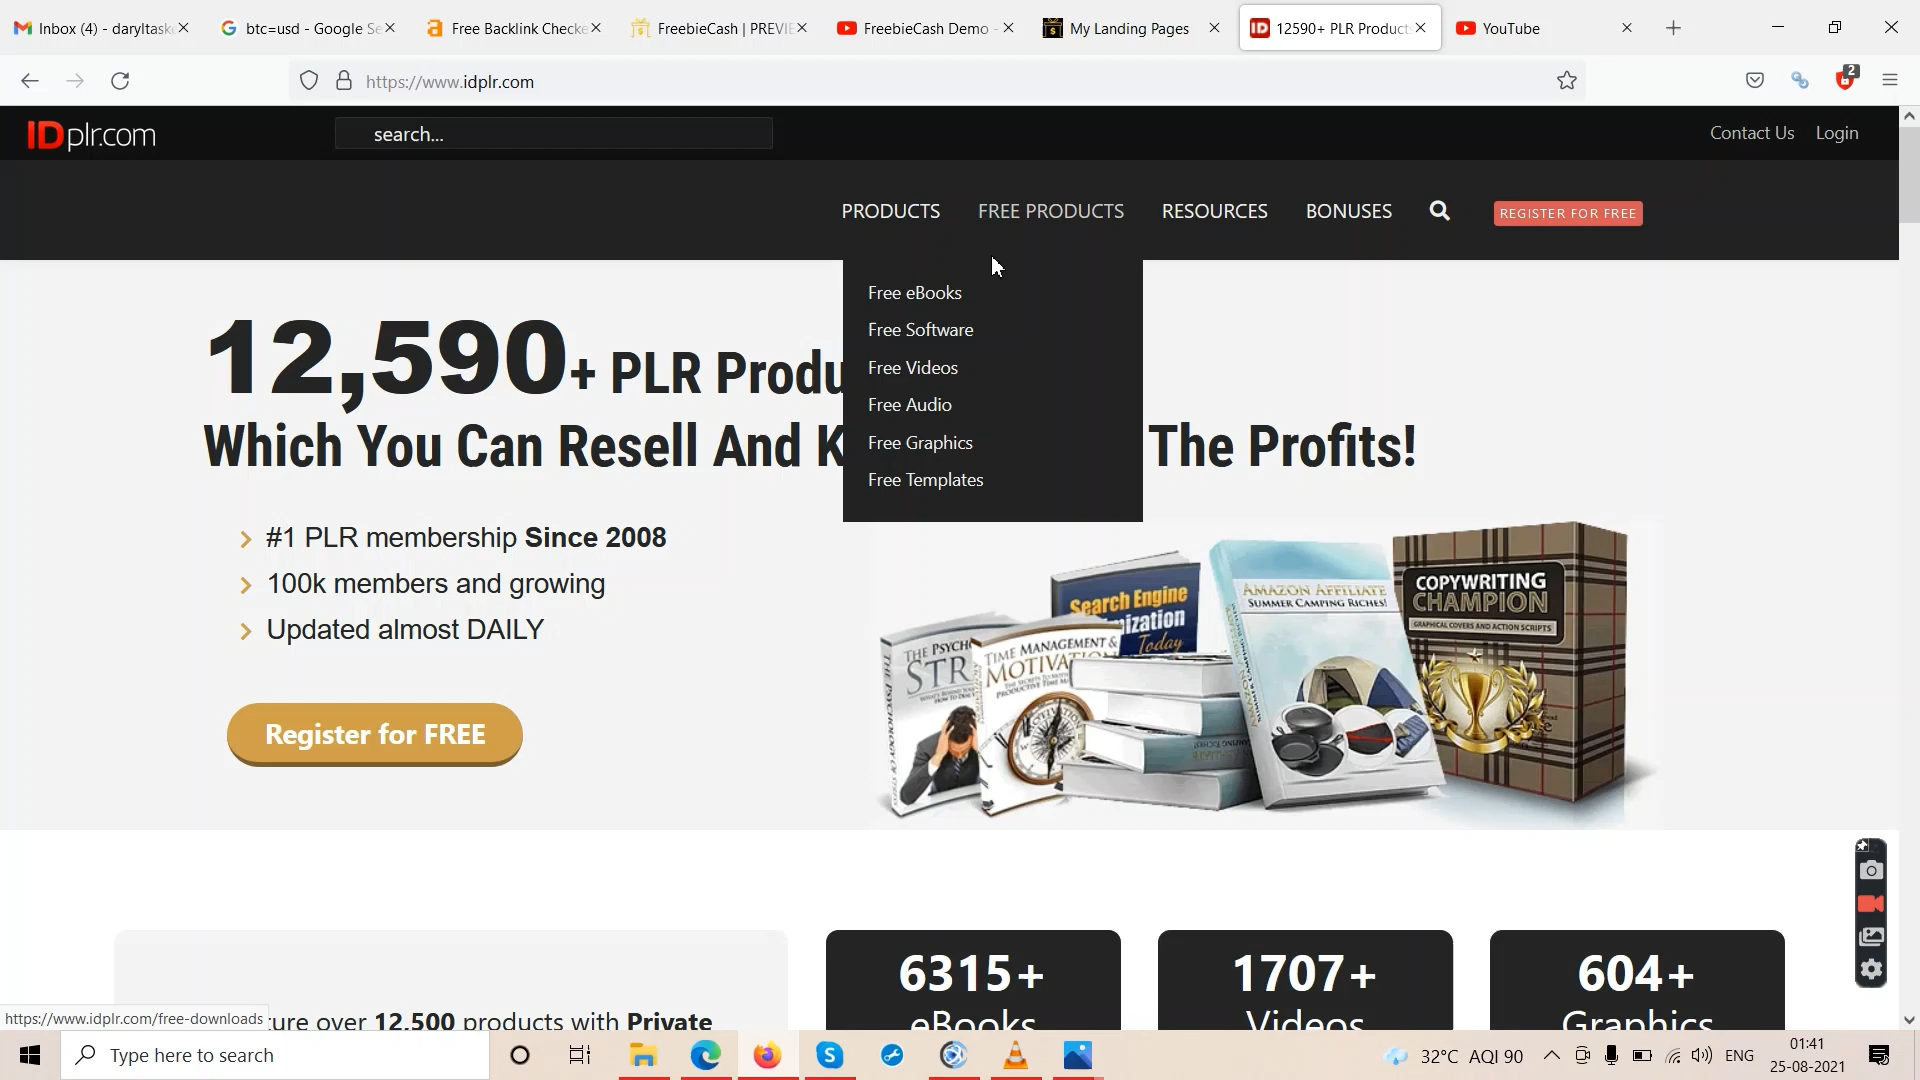 Inbox (4) - daryltask
btc=usd - Google Se
Free Backlink Checke
FreebieCash | PREVIE
FreebieCash Demo -
My Landing Pages
12590+ PLR Products
YouTube
https://www.idplr.com
2
IDplr.com
search...
Contact Us
Login
PRODUCTS
FREE PRODUCTS
RESOURCES
BONUSES
REGISTER FOR FREE
Free eBooks
Free Software
Free Videos
Free Audio
Free Graphics
Free Templates
12,590+ PLR Produ
Which You Can Resell And K The Profits!
#1 PLR membership Since 2008
100k members and growing
Updated almost DAILY
Register for FREE
THE PSYCH
STR
TIME MANAGEMENT &
MOTIVA
Search Engine
mization
Today
AMAZON AFFILIATE
SUMMER CAMPING RICHES!
COPYWRITING
CHAMPION
GRAPHICAL COVERS AND ACTION SCRIPTS
6315+
eBooks
1707+
Videos
604+
Graphics
ture over 12,500 products with Private
https://www.idplr.com/free-downloads
Type here to search
32°C AQI 90
ENG
01:41
25-08-2021